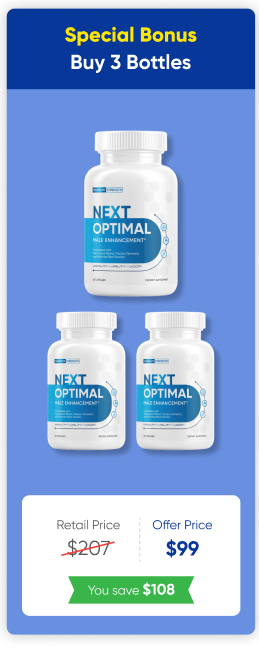 Special Bonus
Buy 3 Bottles
NEXT
OPTIMAL
MALE ENHANCEMENT
NEXT
OPTIMAL
MALE ENHANCEMENT
NEXT
OPTIMAL
MALE ENHANCEMENT
Retail Price
Offer Price
$207
$99
You save $108